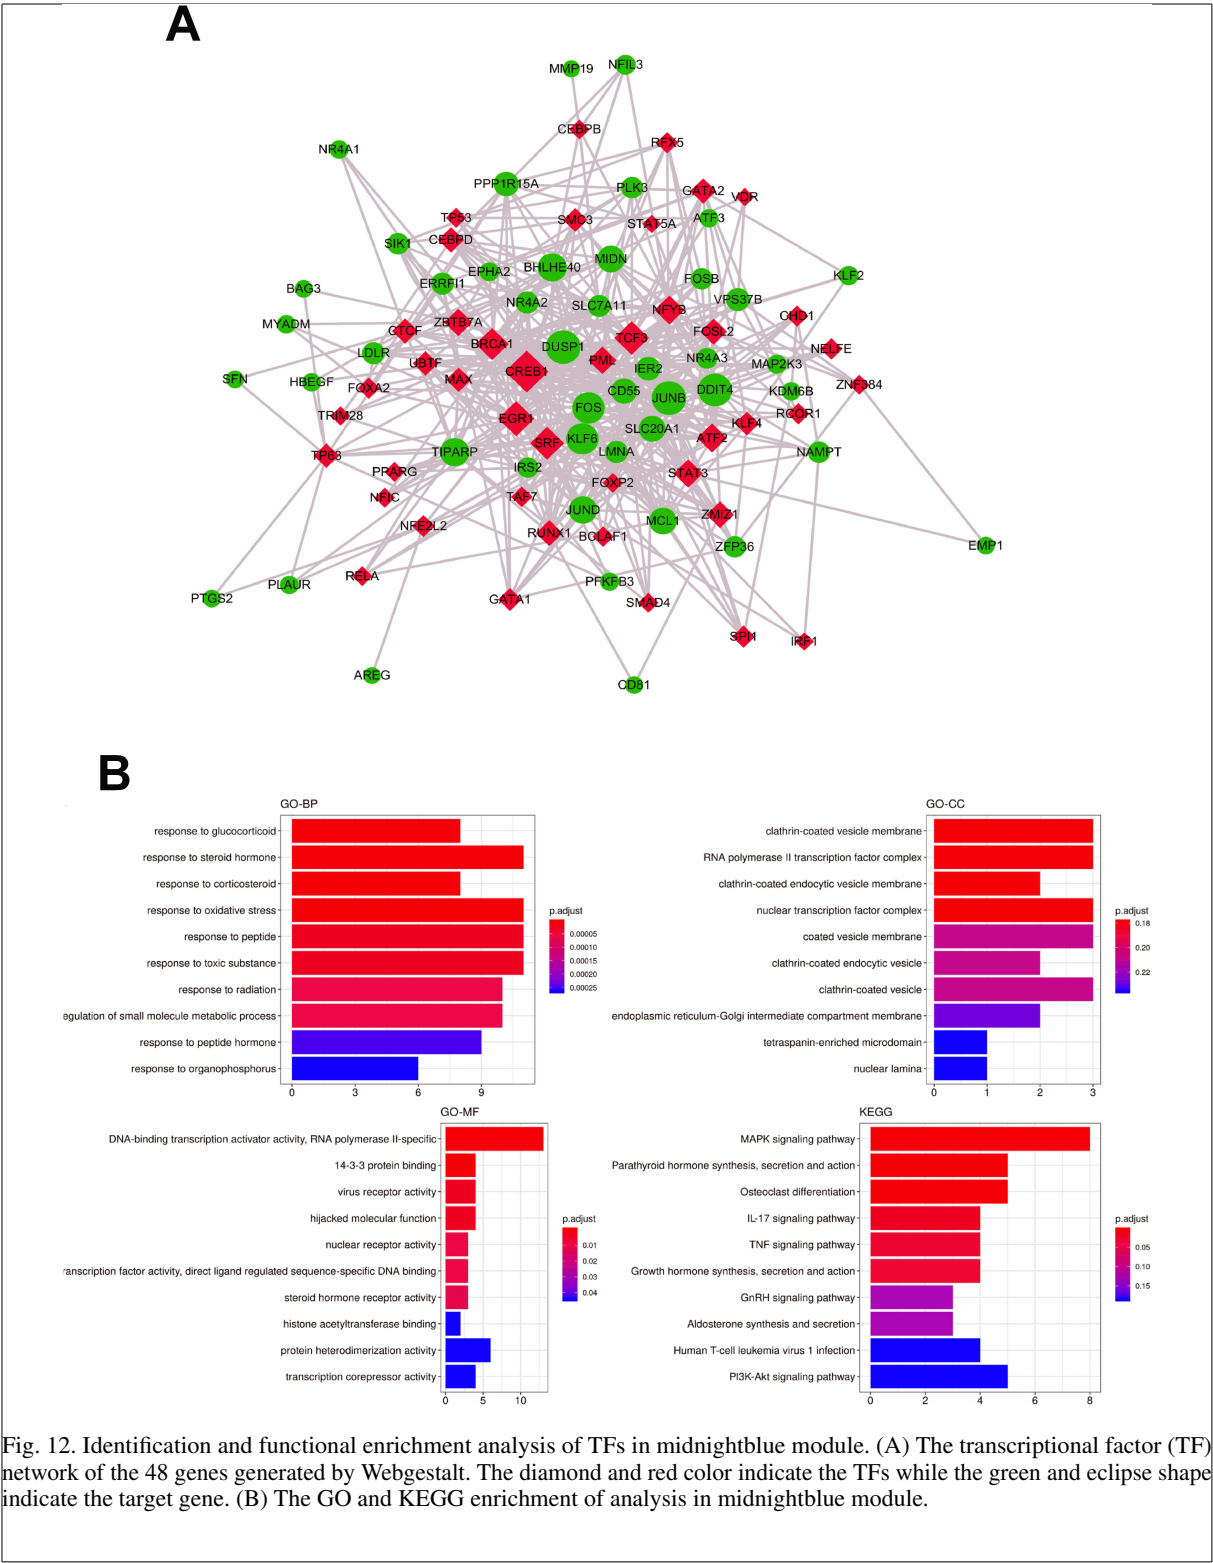 A
MMP19
NFIL3
CEBPB
RFX5
NR4A1
PPP1R15A
PLK3
GATA2
VDR
TP53
SMC3
STAT5A
ATF3
CEBPD
SIK1
MIDN
BHLHE40
EPHA2
ERRFI1
FOSB
KLF2
BAG3
VPS37B
NR4A2
SLC7A11
NFYB
CHD1
MYADM
ZBTB7A
CTCF
FOSL2
BRCA1
TCF3
DUSP1
NELFE
LDLR
PML
NR4A3
UBTF
MAP2K3
IER2
CREB1
SFN
HBEGF
FOXA2
MAX
ZNF384
CD55
DDIT4
KDM6B
JUNB
FOS
TRIM28
RCOR1
EGR1
KLF4
SLC20A1
ATF2
SRF
KLF6
TP63
TIPARP
LMNA
NAMPT
PPARG
IRS2
STAT3
FOXP2
NFIC
TAF7
JUND
ZMIZ1
MCL1
NFE2L2
RUNX1
BCLAF1
ZFP36
EMP1
RELA
PLAUR
PFKFB3
PTGS2
GATA1
SMAD4
SPI1
IRF1
AREG
CD81
B
GO-BP
response to glucocorticoid
response to steroid hormone
response to corticosteroid
response to oxidative stress
response to peptide
response to toxic substance
response to radiation
egulation of small molecule metabolic process
response to peptide hormone
response to organophosphorus
0 3 6 9
p.adjust
0.00005
0.00010
0.00015
0.00020
0.00025
GO-CC
clathrin-coated vesicle membrane
RNA polymerase II transcription factor complex
clathrin-coated endocytic vesicle membrane
nuclear transcription factor complex
coated vesicle membrane
clathrin-coated endocytic vesicle
clathrin-coated vesicle
endoplasmic reticulum-Golgi intermediate compartment membrane
tetraspanin-enriched microdomain
nuclear lamina
0 1 2 3
p.adjust
0.18
0.20
0.22
GO-MF
DNA-binding transcription activator activity, RNA polymerase II-specific
14-3-3 protein binding
virus receptor activity
hijacked molecular function
nuclear receptor activity
ranscription factor activity, direct ligand regulated sequence-specific DNA binding
steroid hormone receptor activity
histone acetyltransferase binding
protein heterodimerization activity
transcription corepressor activity
0 5 10
p.adjust
0.01
0.02
0.03
0.04
KEGG
MAPK signaling pathway
Parathyroid hormone synthesis, secretion and action
Osteoclast differentiation
IL-17 signaling pathway
TNF signaling pathway
Growth hormone synthesis, secretion and action
GnRH signaling pathway
Aldosterone synthesis and secretion
Human T-cell leukemia virus 1 infection
PI3K-Akt signaling pathway
0 2 4 6 8
p.adjust
0.05
0.10
0.15
Fig. 12. Identification and functional enrichment analysis of TFs in midnightblue module. (A) The transcriptional factor (TF)
network of the 48 genes generated by Webgestalt. The diamond and red color indicate the TFs while the green and eclipse shape
indicate the target gene. (B) The GO and KEGG enrichment of analysis in midnightblue module.